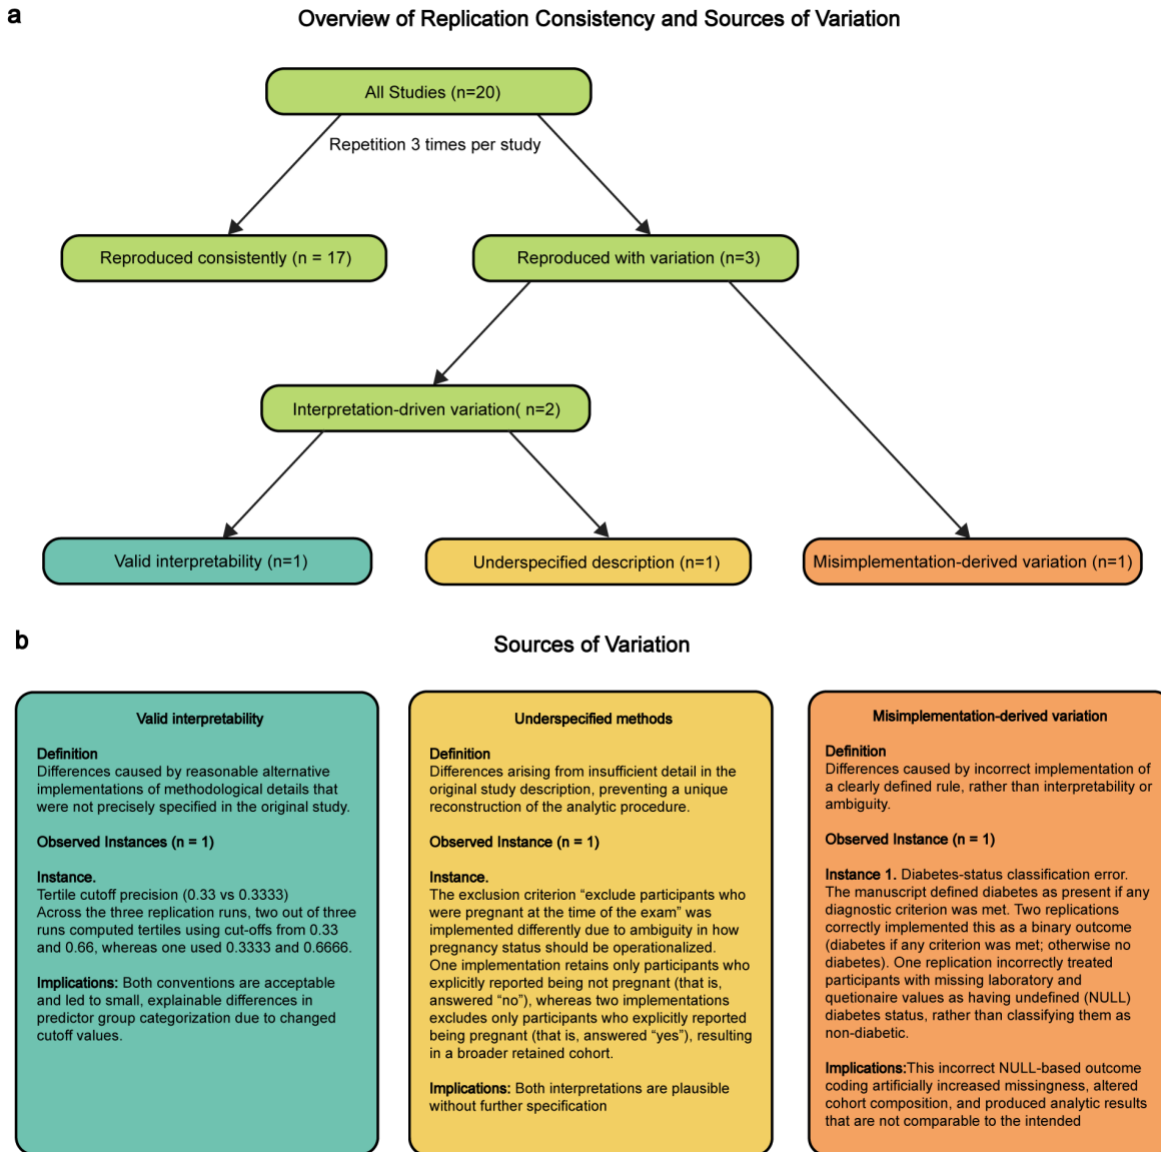 a
Overview of Replication Consistency and Sources of Variation
All Studies (n=20)
Repetition 3 times per study
Reproduced consistently (n = 17)
Reproduced with variation (n=3)
Interpretation-driven variation( n=2)
Valid interpretability (n=1)
Underspecified description (n=1)
Misimplementation-derived variation (n=1)
b
Sources of Variation
Valid interpretability
Definition
Differences caused by reasonable alternative
implementations of methodological details that
were not precisely specified in the original study.
Observed Instances (n = 1)
Instance.
Tertile cutoff precision (0.33 vs 0.3333)
Across the three replication runs, two out of three
runs computed tertiles using cut-offs from 0.33
and 0.66, whereas one used 0.3333 and 0.6666.
Implications: Both conventions are acceptable
and led to small, explainable differences in
predictor group categorization due to changed
cutoff values.
Underspecified methods
Definition
Differences arising from insufficient detail in the
original study description, preventing a unique
reconstruction of the analytic procedure.
Observed Instance (n = 1)
Instance.
The exclusion criterion “exclude participants who
were pregnant at the time of the exam” was
implemented differently due to ambiguity in how
pregnancy status should be operationalized.
One implementation retains only participants who
explicitly reported being not pregnant (that is,
answered “no”), whereas two implementations
excludes only participants who explicitly reported
being pregnant (that is, answered “yes”), resulting
in a broader retained cohort.
Implications: Both interpretations are plausible
without further specification
Misimplementation-derived variation
Definition
Differences caused by incorrect implementation of
a clearly defined rule, rather than interpretability or
ambiguity.
Observed Instance (n = 1)
Instance 1. Diabetes-status classification error.
The manuscript defined diabetes as present if any
diagnostic criterion was met. Two replications
correctly implemented this as a binary outcome
(diabetes if any criterion was met; otherwise no
diabetes). One replication incorrectly treated
participants with missing laboratory and
quetionaire values as having undefined (NULL)
diabetes status, rather than classifying them as
non-diabetic.
Implications:This incorrect NULL-based outcome
coding artificially increased missingness, altered
cohort composition, and produced analytic results
that are not comparable to the intended